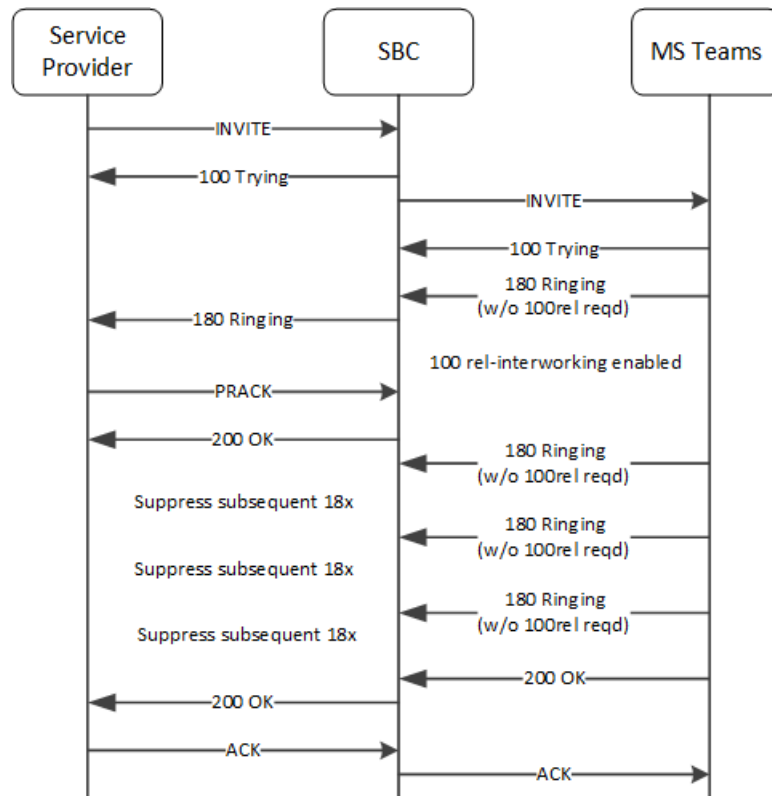 Service
Provider
SBC
MS Teams
INVITE
100 Trying
INVITE
100 Trying
180 Ringing
(w/o 100rel reqd)
180 Ringing
100 rel-interworking enabled
PRACK
200 OK
180 Ringing
(w/o 100rel reqd)
Suppress subsequent 18x
180 Ringing
(w/o 100rel reqd)
Suppress subsequent 18x
180 Ringing
(w/o 100rel reqd)
Suppress subsequent 18x
200 OK
200 OK
ACK
ACK